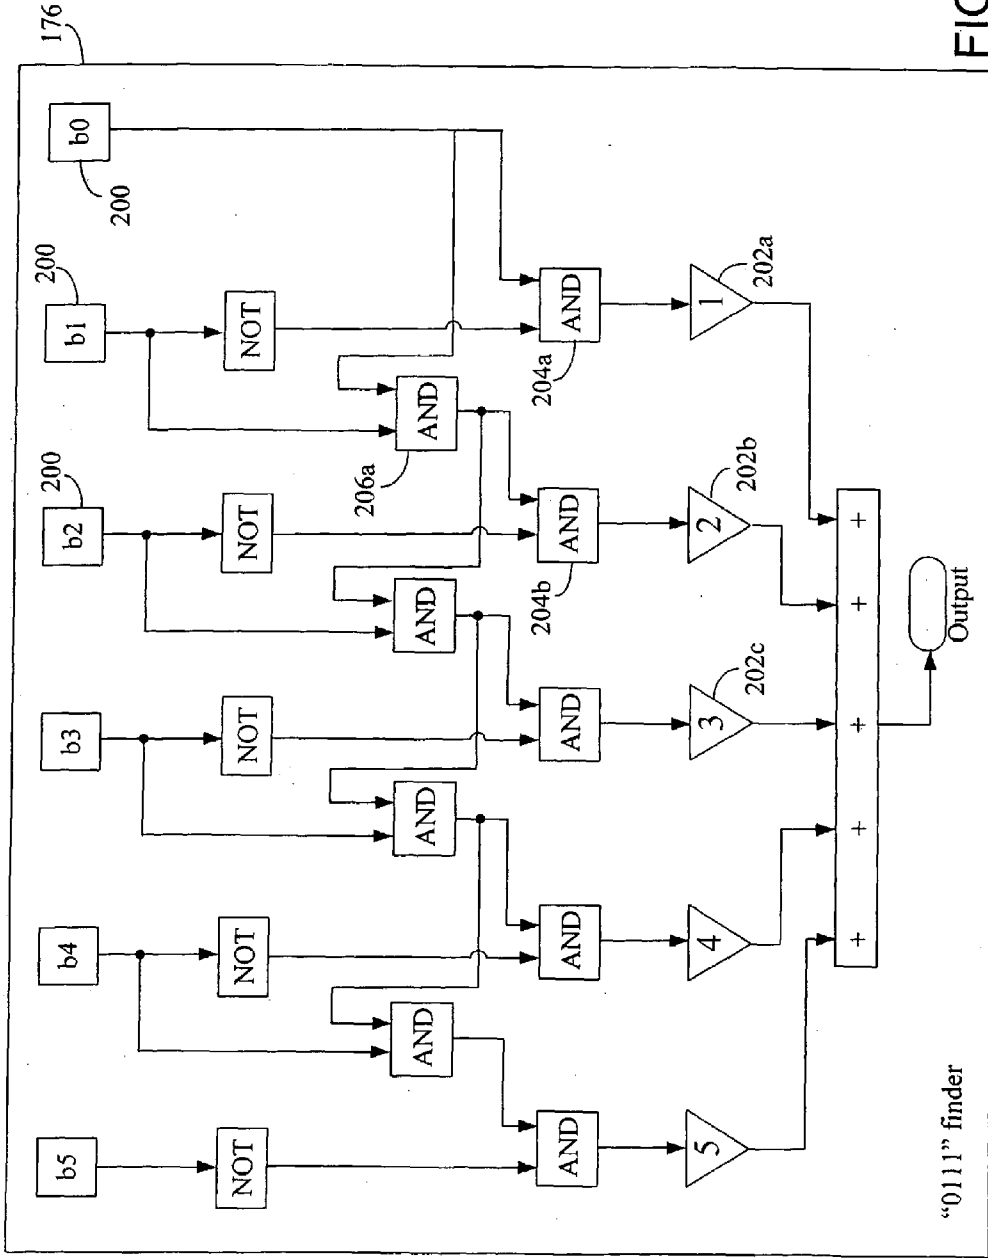 176
b5
b4
b3
b2
b1
b0
200
200
200
NOT
NOT
NOT
NOT
NOT
AND
AND
AND
AND
206a
AND
AND
AND
AND
204b
AND
204a
5
4
3
202c
2
202b
1
202a
+
+
+
+
+
Output
"01111" finder
FIG